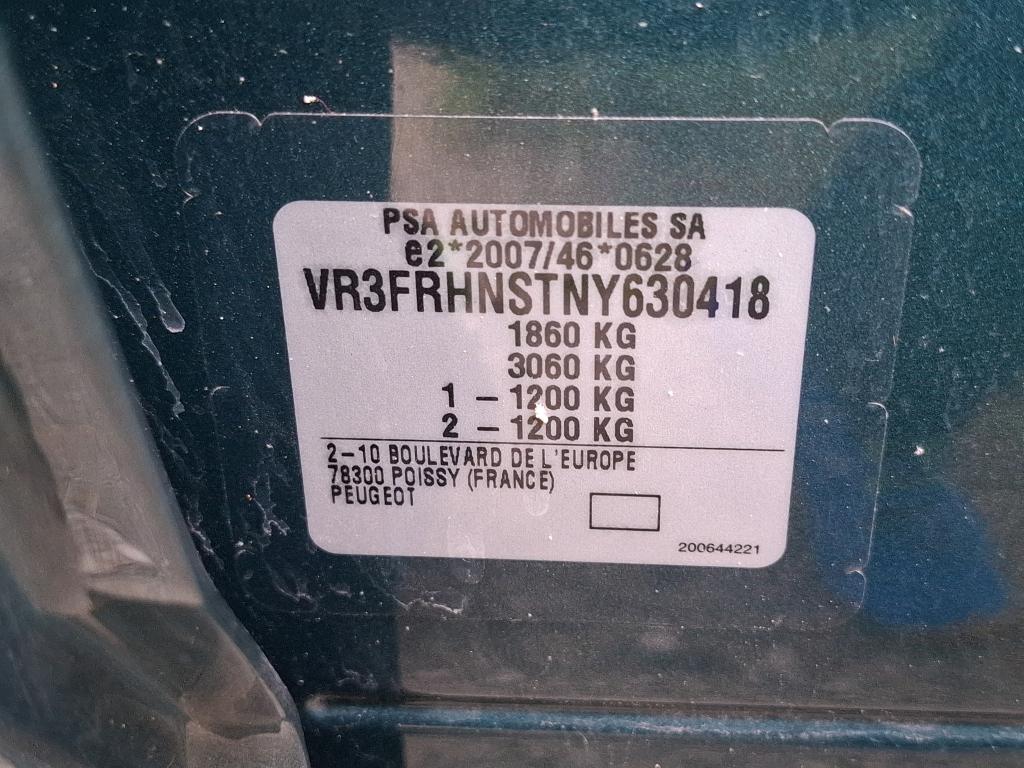 PSA AUTOMOBILES SA
e2*2007/46*0628
VR3FRHNSTNY630418
1860 KG
3060 KG
1 – 1200 KG
2 – 1200 KG
2–10 BOULEVARD DE L'EUROPE
78300 POISSY (FRANCE)
PEUGEOT
200644221